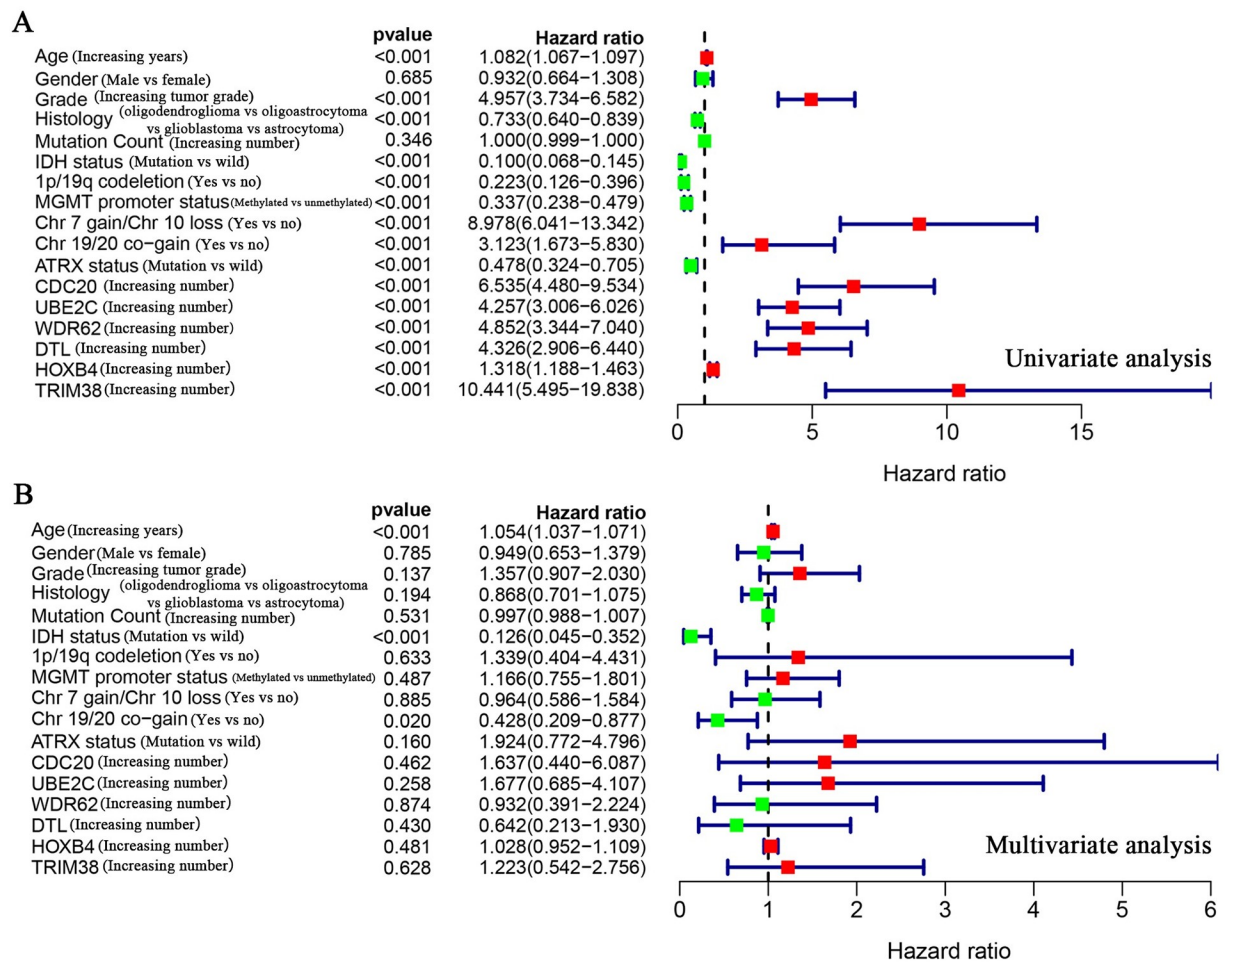 A
pvalue Hazard ratio
Age (Increasing years) <0.001 1.082(1.067−1.097)
Gender (Male vs female) 0.685 0.932(0.664−1.308)
Grade (Increasing tumor grade) <0.001 4.957(3.734−6.582)
Histology (oligodendroglioma vs oligoastrocytoma
vs glioblastoma vs astrocytoma) <0.001 0.733(0.640−0.839)
Mutation Count (Increasing number) 0.346 1.000(0.999−1.000)
IDH status (Mutation vs wild) <0.001 0.100(0.068−0.145)
1p/19q codeletion (Yes vs no) <0.001 0.223(0.126−0.396)
MGMT promoter status (Methylated vs unmethylated) <0.001 0.337(0.238−0.479)
Chr 7 gain/Chr 10 loss (Yes vs no) <0.001 8.978(6.041−13.342)
Chr 19/20 co−gain (Yes vs no) <0.001 3.123(1.673−5.830)
ATRX status (Mutation vs wild) <0.001 0.478(0.324−0.705)
CDC20 (Increasing number) <0.001 6.535(4.480−9.534)
UBE2C (Increasing number) <0.001 4.257(3.006−6.026)
WDR62 (Increasing number) <0.001 4.852(3.344−7.040)
DTL (Increasing number) <0.001 4.326(2.906−6.440)
HOXB4 (Increasing number) <0.001 1.318(1.188−1.463)
TRIM38 (Increasing number) <0.001 10.441(5.495−19.838)
Univariate analysis
0 5 10 15
Hazard ratio
B
pvalue Hazard ratio
Age (Increasing years) <0.001 1.054(1.037−1.071)
Gender (Male vs female) 0.785 0.949(0.653−1.379)
Grade (Increasing tumor grade) 0.137 1.357(0.907−2.030)
Histology (oligodendroglioma vs oligoastrocytoma
vs glioblastoma vs astrocytoma) 0.194 0.868(0.701−1.075)
Mutation Count (Increasing number) 0.531 0.997(0.988−1.007)
IDH status (Mutation vs wild) <0.001 0.126(0.045−0.352)
1p/19q codeletion (Yes vs no) 0.633 1.339(0.404−4.431)
MGMT promoter status (Methylated vs unmethylated) 0.487 1.166(0.755−1.801)
Chr 7 gain/Chr 10 loss (Yes vs no) 0.885 0.964(0.586−1.584)
Chr 19/20 co−gain (Yes vs no) 0.020 0.428(0.209−0.877)
ATRX status (Mutation vs wild) 0.160 1.924(0.772−4.796)
CDC20 (Increasing number) 0.462 1.637(0.440−6.087)
UBE2C (Increasing number) 0.258 1.677(0.685−4.107)
WDR62 (Increasing number) 0.874 0.932(0.391−2.224)
DTL (Increasing number) 0.430 0.642(0.213−1.930)
HOXB4 (Increasing number) 0.481 1.028(0.952−1.109)
TRIM38 (Increasing number) 0.628 1.223(0.542−2.756)
Multivariate analysis
0 1 2 3 4 5 6
Hazard ratio